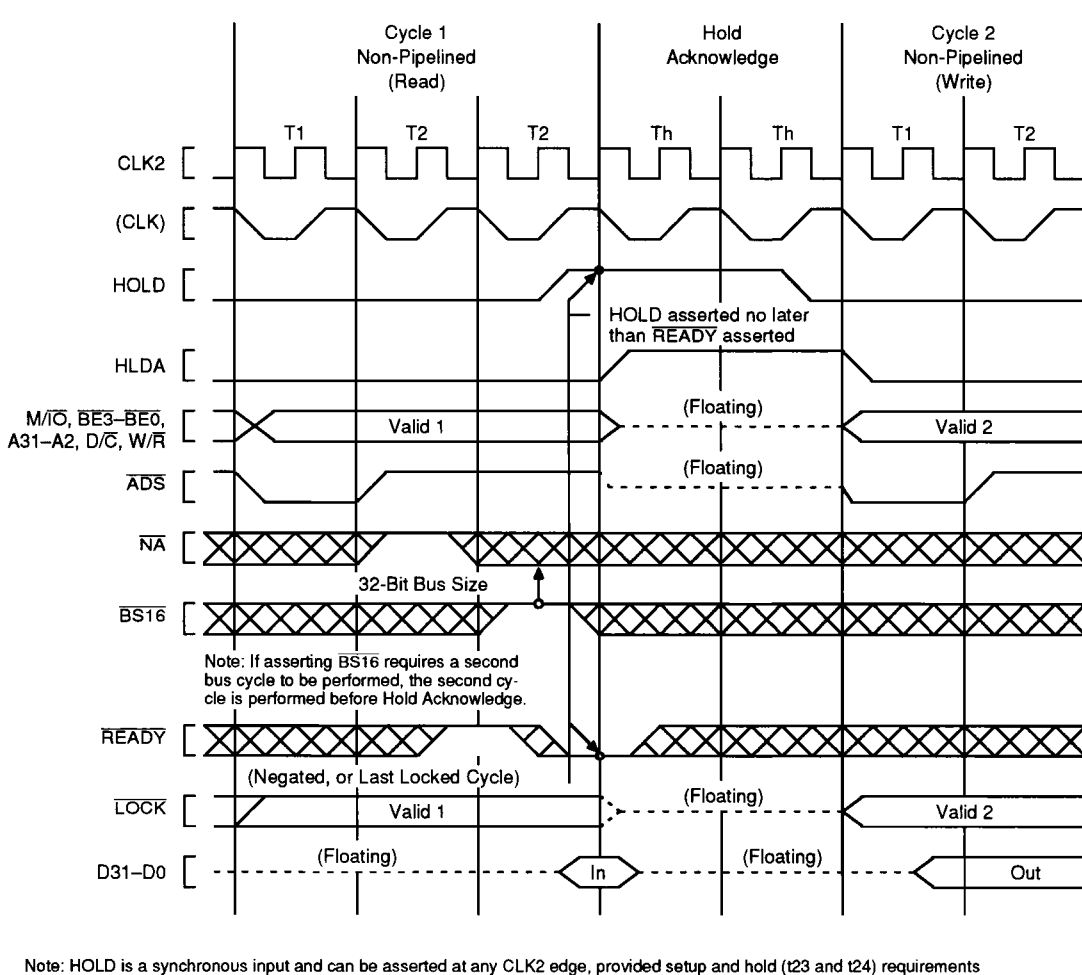 Cycle 1
Non-Pipelined
(Read)
Hold
Acknowledge
Cycle 2
Non-Pipelined
(Write)
T1 T2 T2 Th Th T1 T2
CLK2
(CLK)
HOLD
HOLD asserted no later
than READY asserted
HLDA
M/IO, BE3–BE0,
A31–A2, D/C, W/R
Valid 1
(Floating)
Valid 2
ADS
(Floating)
NA
32-Bit Bus Size
BS16
Note: If asserting BS16 requires a second
bus cycle to be performed, the second cy-
cle is performed before Hold Acknowledge.
READY
(Negated, or Last Locked Cycle)
LOCK
Valid 1
(Floating)
Valid 2
D31–D0
(Floating)
In
(Floating)
Out
Note: HOLD is a synchronous input and can be asserted at any CLK2 edge, provided setup and hold (t23 and t24) requirements